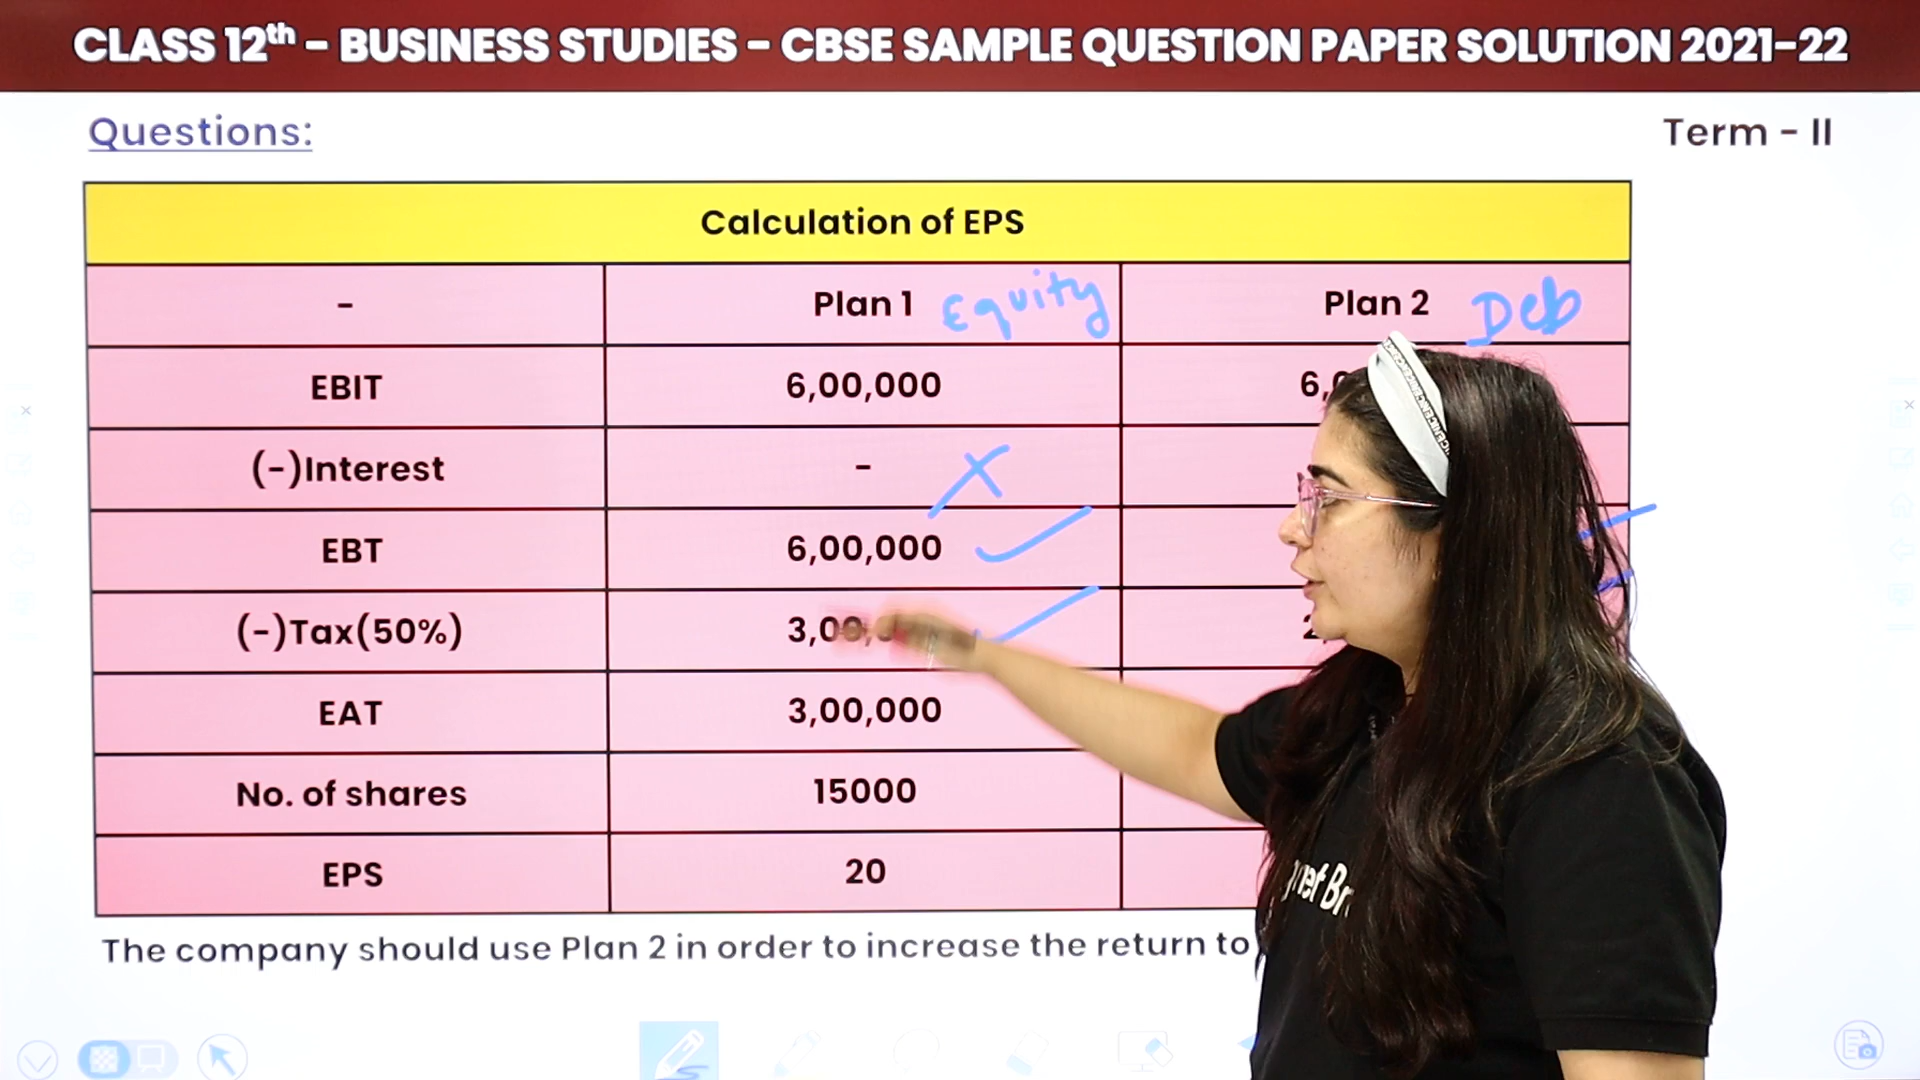 CLASS 12th - BUSINESS STUDIES - CBSE SAMPLE QUESTION PAPER SOLUTION 2021-22
Questions:
Term - II
Calculation of EPS
- Plan 1 Equity Plan 2 Deb
EBIT 6,00,000
(-)Interest -
EBT 6,00,000
(-)Tax(50%)
EAT 3,00,000
No. of shares 15000
EPS 20
The company should use Plan 2 in order to increase the return to